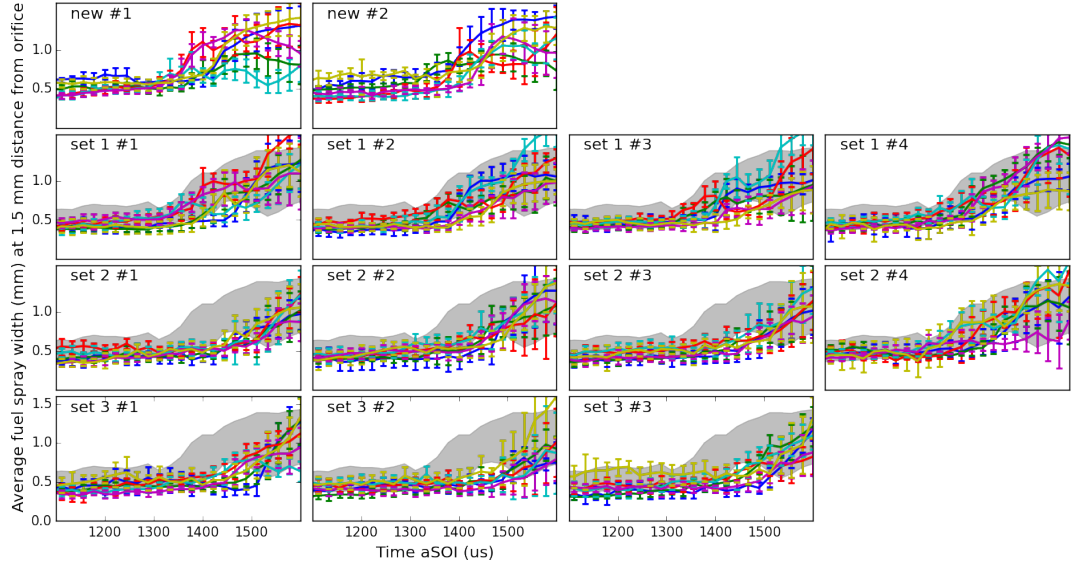 Average fuel spray width (mm) at 1.5 mm distance from orifice
new #1
new #2
1.0
0.5
set 1 #1
set 1 #2
set 1 #3
set 1 #4
1.0
0.5
set 2 #1
set 2 #2
set 2 #3
set 2 #4
1.0
0.5
set 3 #1
set 3 #2
set 3 #3
1.5
1.0
0.5
0.0
1200 1300 1400 1500 1200 1300 1400 1500 1200 1300 1400 1500
Time aSOI (us)